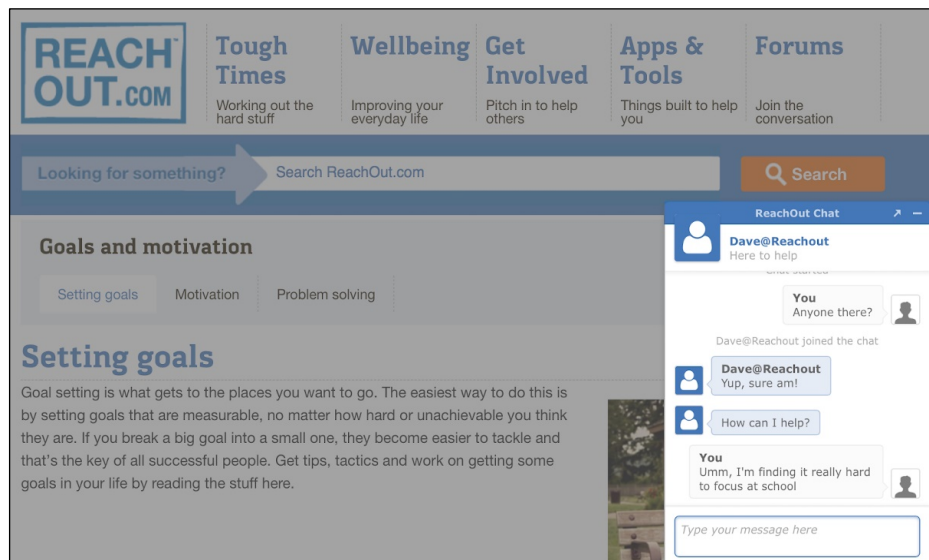 REACH
OUT.COM
Tough
Times
Working out the
hard stuff
Wellbeing
Improving your
everyday life
Get
Involved
Pitch in to help
others
Apps &
Tools
Things built to help
you
Forums
Join the
conversation
Looking for something?
Search ReachOut.com
Search
Goals and motivation
Setting goals
Motivation
Problem solving
Setting goals
Goal setting is what gets to the places you want to go. The easiest way to do this is
by setting goals that are measurable, no matter how hard or unachievable you think
they are. If you break a big goal into a small one, they become easier to tackle and
that's the key of all successful people. Get tips, tactics and work on getting some
goals in your life by reading the stuff here.
ReachOut Chat
Dave@Reachout
Here to help
Chat started
You
Anyone there?
Dave@Reachout joined the chat
Dave@Reachout
Yup, sure am!
How can I help?
You
Umm, I'm finding it really hard
to focus at school
Type your message here